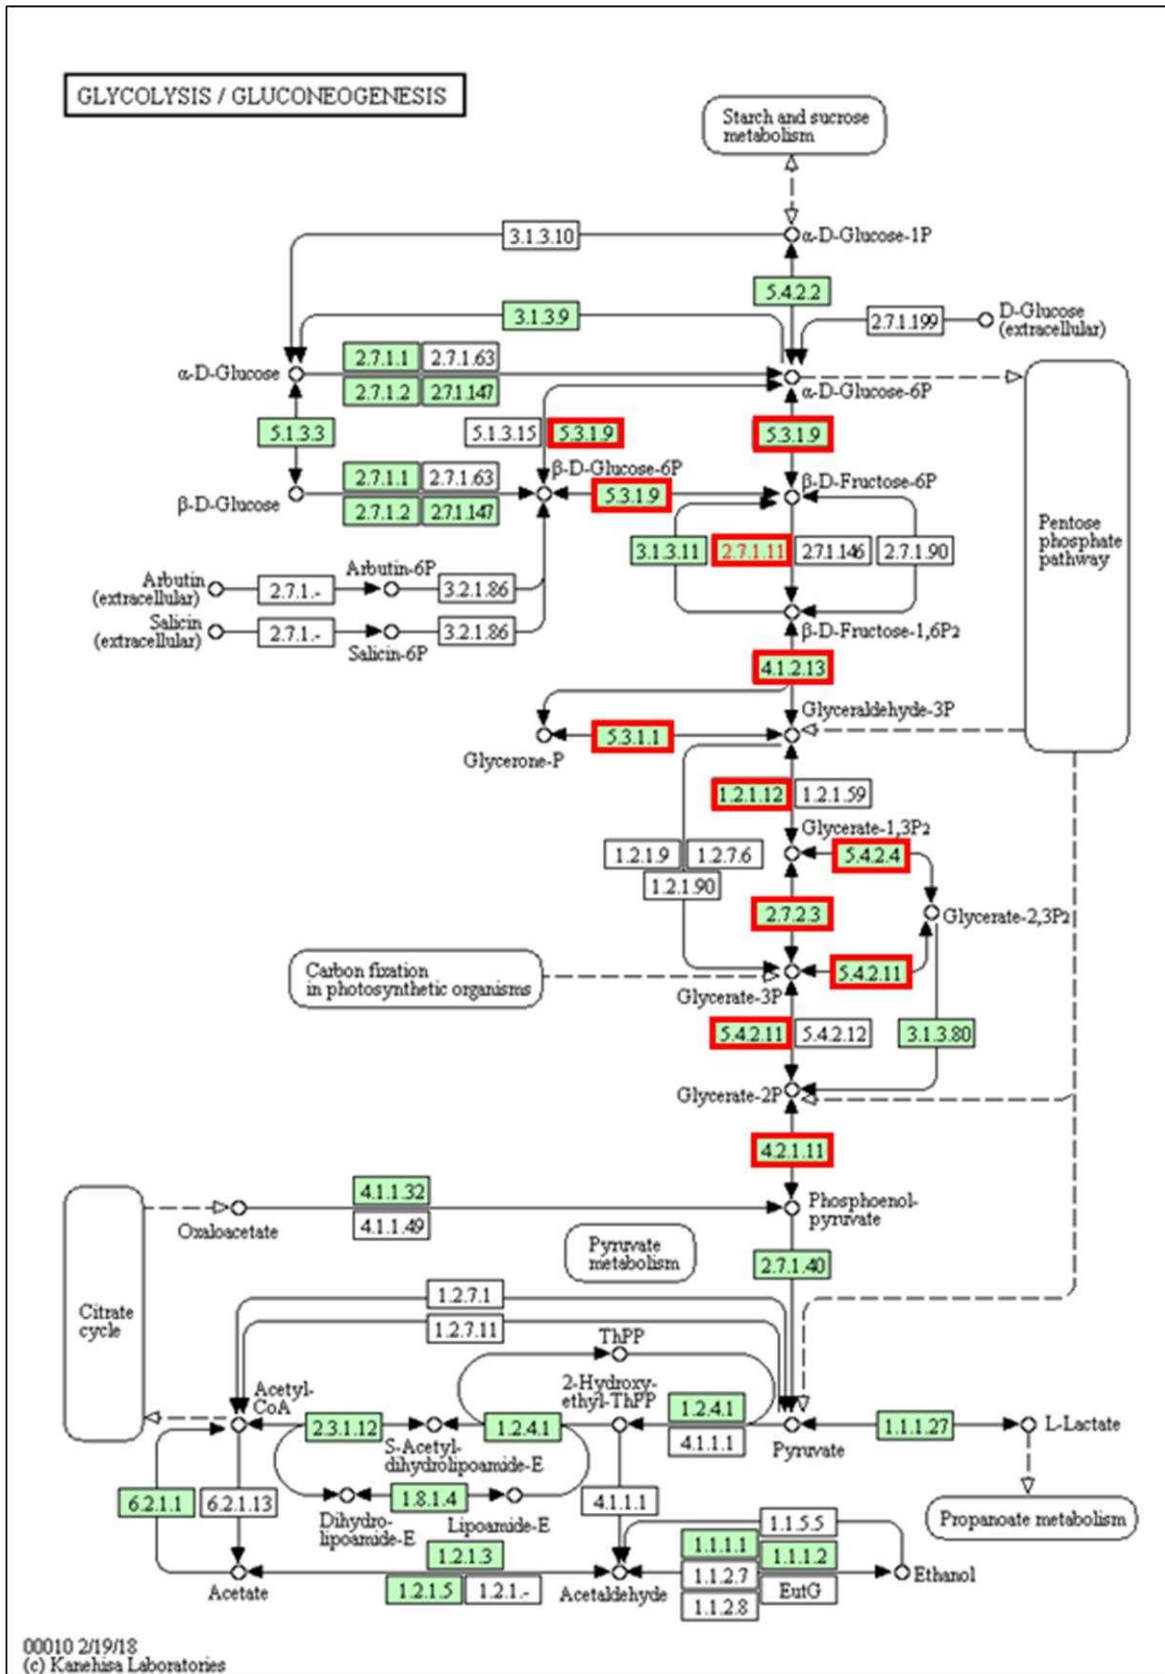 GLYCOLYSIS / GLUCONEOGENESIS
Starch and sucrose
metabolism
3.1.3.10
α-D-Glucose-1P
5.4.2.2
3.1.3.9
2.7.1.199
D-Glucose
(extracellular)
2.7.1.1
2.7.1.63
α-D-Glucose
2.7.1.2
2.7.1.147
α-D-Glucose-6P
5.1.3.3
5.1.3.15
5.3.1.9
5.3.1.9
β-D-Glucose-6P
2.7.1.1
2.7.1.63
β-D-Glucose
2.7.1.2
2.7.1.147
5.3.1.9
β-D-Fructose-6P
Pentose
phosphate
pathway
3.1.3.11
2.7.1.11
2.7.1.146
2.7.1.90
Arbutin
(extracellular)
2.7.1.-
Arbutin-6P
3.2.1.86
Salicin
(extracellular)
2.7.1.-
Salicin-6P
3.2.1.86
β-D-Fructose-1,6P2
4.1.2.13
Glyceraldehyde-3P
Glycerone-P
5.3.1.1
1.2.1.12
1.2.1.59
Glycerate-1,3P2
1.2.1.9
1.2.7.6
1.2.1.90
5.4.2.4
2.7.2.3
Glycerate-2,3P2
Carbon fixation
in photosynthetic organisms
5.4.2.11
Glycerate-3P
5.4.2.11
5.4.2.12
3.1.3.80
Glycerate-2P
4.2.1.11
4.1.1.32
Oxaloacetate
4.1.1.49
Phosphoenol-
pyruvate
Pyruvate
metabolism
2.7.1.40
Citrate
cycle
1.2.7.1
1.2.7.11
ThPP
2-Hydroxy-
ethyl-ThPP
Acetyl-
CoA
2.3.1.12
S-Acetyl-
dihydrolipoamide-E
1.2.4.1
1.2.4.1
4.1.1.1
Pyruvate
1.1.1.27
L-Lactate
6.2.1.1
6.2.1.13
1.8.1.4
Dihydro-
lipoamide-E
Lipoamide-E
4.1.1.1
Propanoate metabolism
1.2.1.3
1.1.5.5
1.1.1.1
1.1.1.2
Acetate
1.2.1.5
1.2.1.-
Acetaldehyde
1.1.2.7
EutG
1.1.2.8
Ethanol
00010 2/19/18
(c) Kanehisa Laboratories